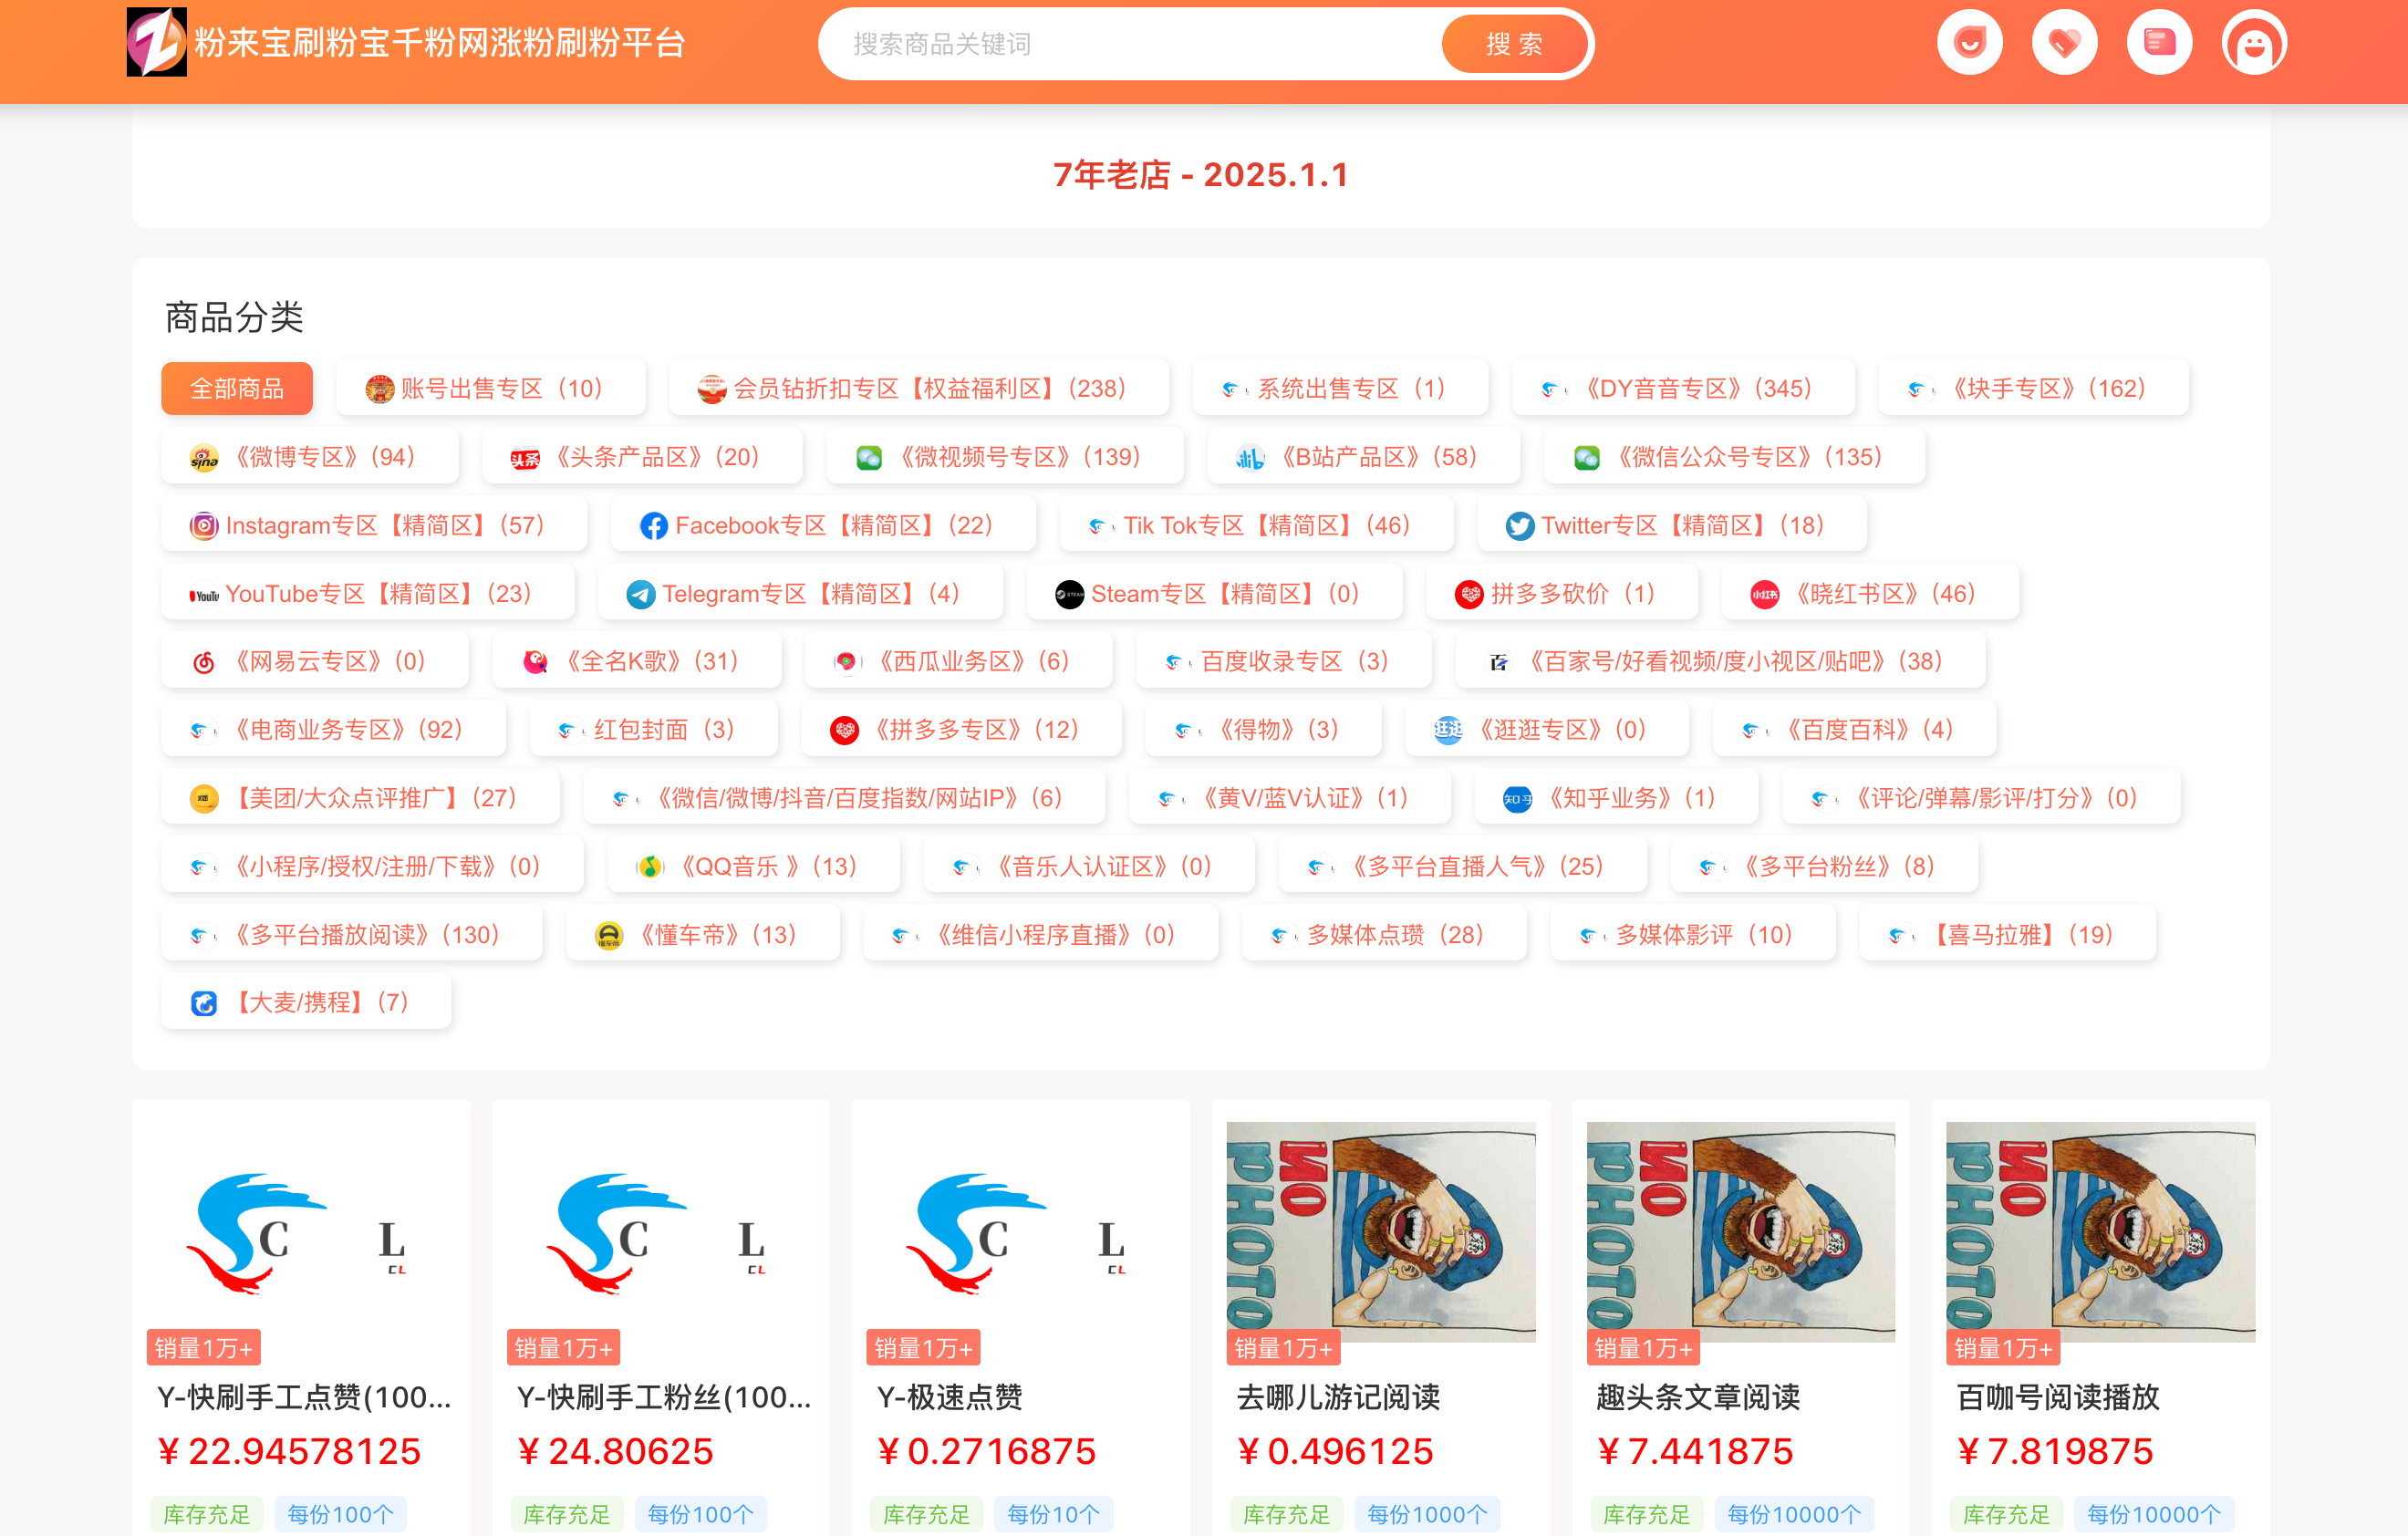 粉来宝刷粉宝千粉网涨粉刷粉平台
搜索商品关键词
搜 索
7年老店 - 2025.1.1
商品分类
全部商品 账号出售专区（10） 会员钻折扣专区【权益福利区】（238） 系统出售专区（1） 《DY音音专区》（345） 《块手专区》（162）
sina 《微博专区》（94） 头条 《头条产品区》（20） 《微视频号专区》（139） 《B站产品区》（58） 《微信公众号专区》（135）
Instagram专区【精简区】（57） Facebook专区【精简区】（22） Tik Tok专区【精简区】（46） Twitter专区【精简区】（18）
YouTu YouTube专区【精简区】（23） Telegram专区【精简区】（4） STEAM Steam专区【精简区】（0） 拼多多砍价（1） 小红书 《晓红书区》（46）
《网易云专区》（0） 《全名K歌》（31） 《西瓜业务区》（6） 百度收录专区（3） 百 《百家号/好看视频/度小视区/贴吧》（38）
《电商业务专区》（92） 红包封面（3） 《拼多多专区》（12） 《得物》（3） 逛逛 《逛逛专区》（0） 《百度百科》（4）
【美团/大众点评推广】（27） 《微信/微博/抖音/百度指数/网站IP》（6） 《黄V/蓝V认证》（1） 知乎 《知乎业务》（1） 《评论/弹幕/影评/打分》（0）
《小程序/授权/注册/下载》（0） 《QQ音乐 》（13） 《音乐人认证区》（0） 《多平台直播人气》（25） 《多平台粉丝》（8）
《多平台播放阅读》（130） 懂车帝 《懂车帝》（13） 《维信小程序直播》（0） 多媒体点瓒（28） 多媒体影评（10） 【喜马拉雅】（19）
【大麦/携程】（7）
C L
CL
C L
CL
C L
CL
NO
PHOTO
NO
PHOTO
NO
PHOTO
销量1万+ 销量1万+ 销量1万+ 销量1万+ 销量1万+ 销量1万+
Y-快刷手工点赞(100... Y-快刷手工粉丝(100... Y-极速点赞 去哪儿游记阅读 趣头条文章阅读 百咖号阅读播放
￥22.94578125 ￥24.80625 ￥0.2716875 ￥0.496125 ￥7.441875 ￥7.819875
库存充足 每份100个 库存充足 每份100个 库存充足 每份10个 库存充足 每份1000个 库存充足 每份10000个 库存充足 每份10000个